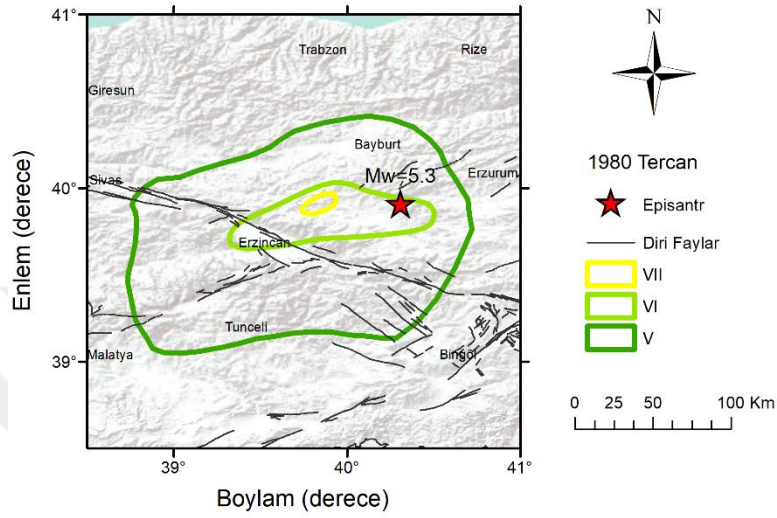 41°
Trabzon
Rize
Giresun
Bayburt
Mw=5.3
Erzurum
Sivas
40°
Erzincan
Tunceli
39°
Malatya
Bingöl
39°
40°
41°
Enlem (derece)
Boylam (derece)
N
1980 Tercan
Episantr
Diri Faylar
VII
VI
V
0 25 50 100 Km